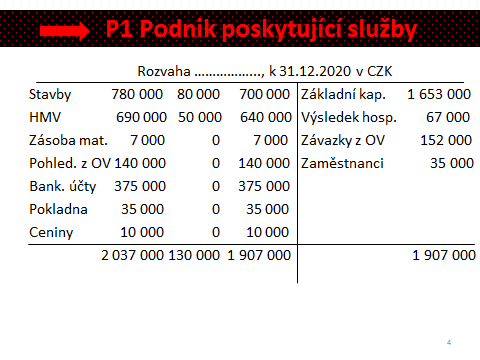 P1 Podnik poskytující služby
Rozvaha ................., k 31.12.2020 v CZK
Stavby 780 000 80 000 700 000 Základní kap. 1 653 000
HMV 690 000 50 000 640 000 Výsledek hosp. 67 000
Zásoba mat. 7 000 0 7 000 Závazky z OV 152 000
Pohled. z OV 140 000 0 140 000 Zaměstnanci 35 000
Bank. účty 375 000 0 375 000
Pokladna 35 000 0 35 000
Ceniny 10 000 0 10 000
2 037 000 130 000 1 907 000 1 907 000
4